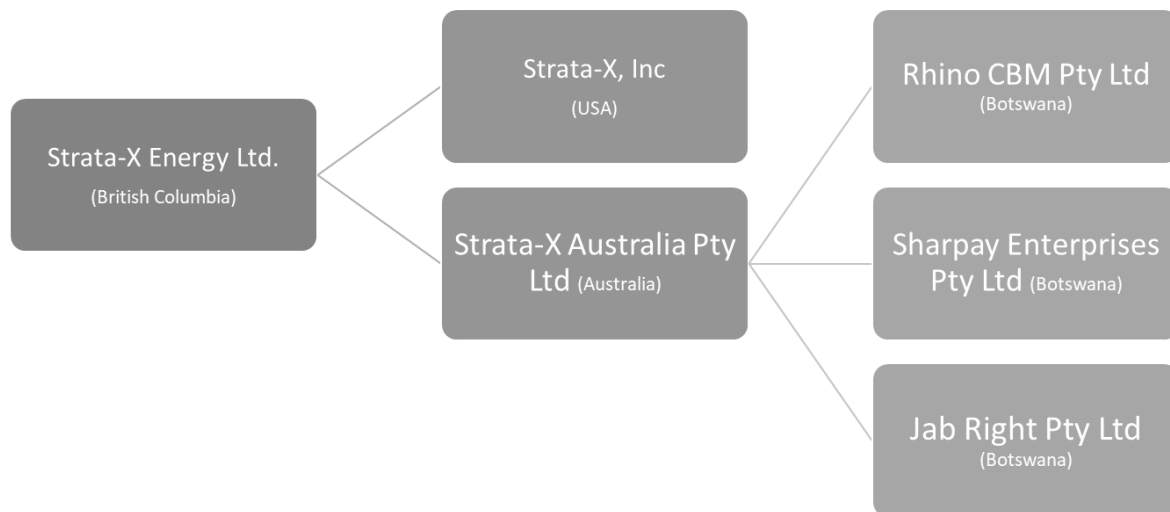 Strata-X Energy Ltd.
(British Columbia)
Strata-X, Inc
(USA)
Strata-X Australia Pty
Ltd (Australia)
Rhino CBM Pty Ltd
(Botswana)
Sharpay Enterprises
Pty Ltd (Botswana)
Jab Right Pty Ltd
(Botswana)